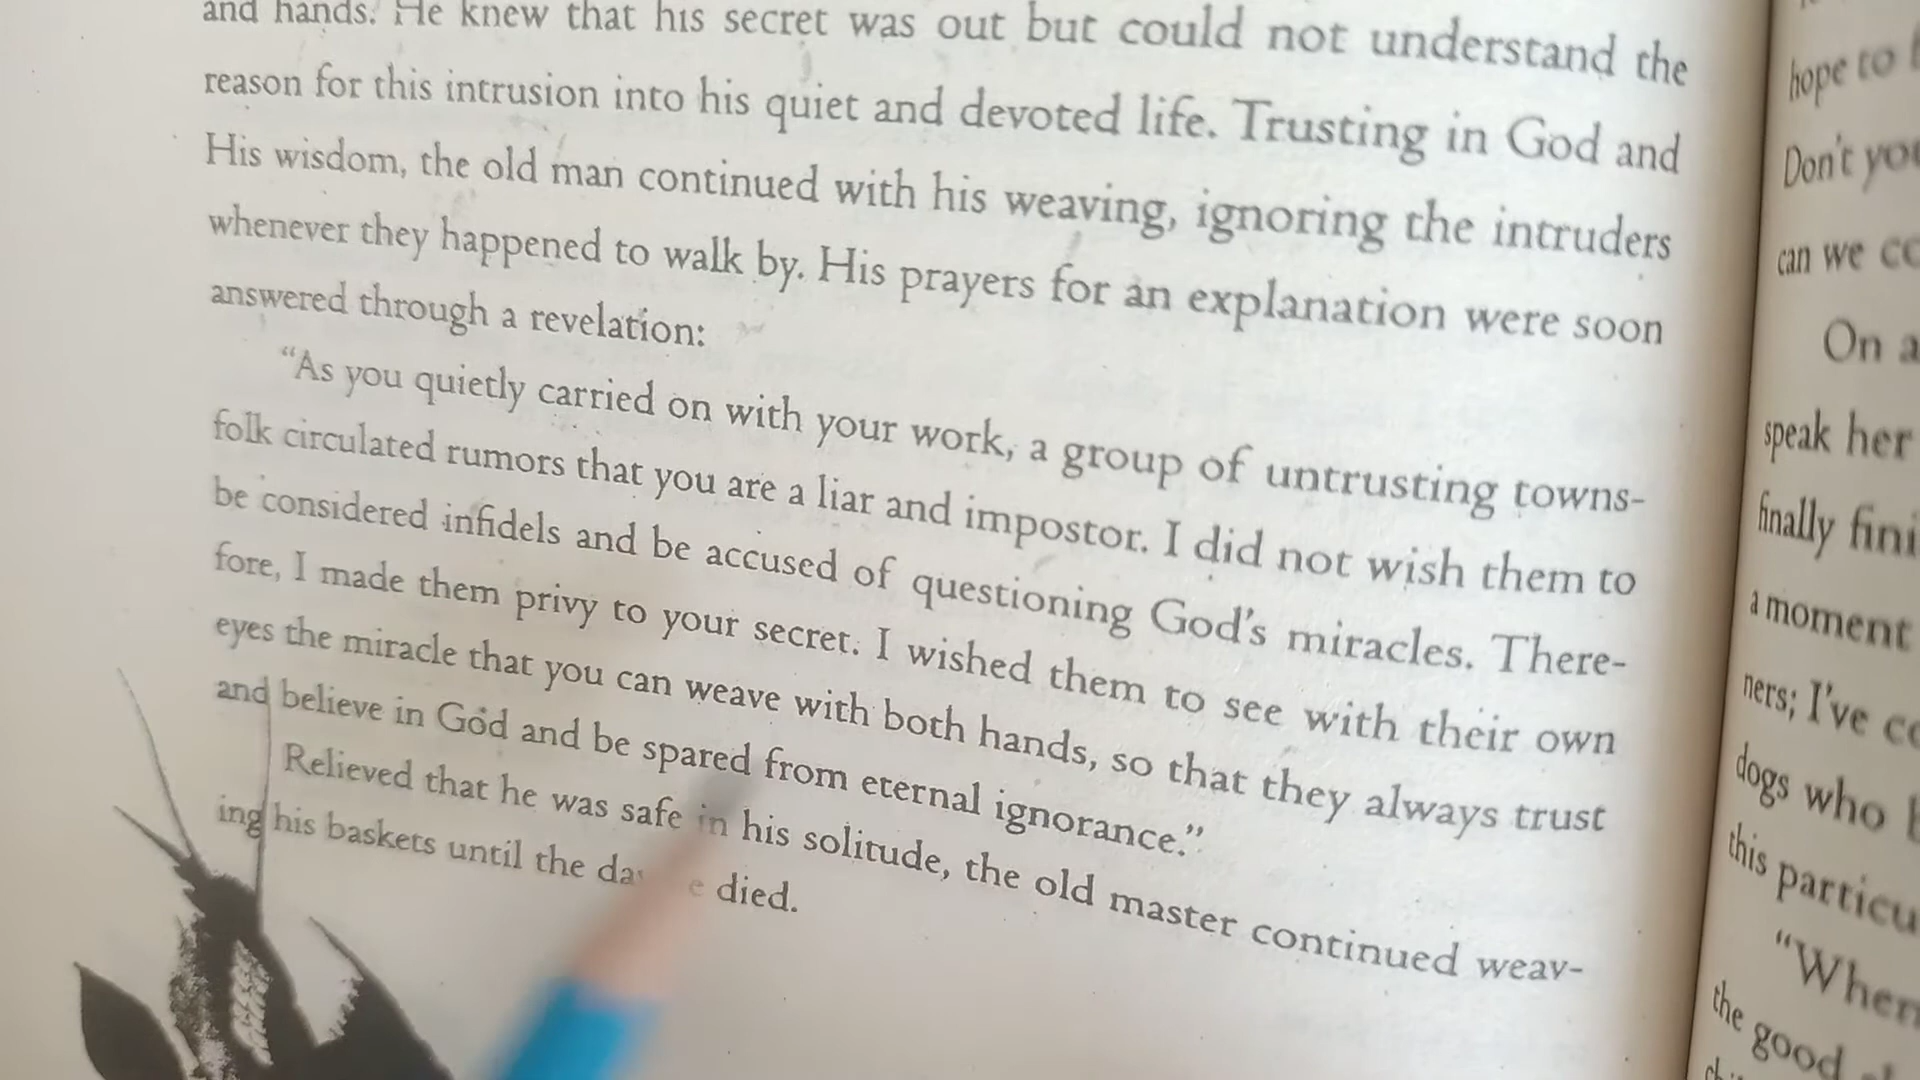 and hands. He knew that his secret was out but could not understand the
reason for this intrusion into his quiet and devoted life. Trusting in God and
His wisdom, the old man continued with his weaving, ignoring the intruders
whenever they happened to walk by. His prayers for an explanation were soon
answered through a revelation:
“As you quietly carried on with your work, a group of untrusting towns-
folk circulated rumors that you are a liar and impostor. I did not wish them to
be considered infidels and be accused of questioning God's miracles. There-
fore, I made them privy to your secret. I wished them to see with their own
eyes the miracle that you can weave with both hands, so that they always trust
and believe in God and be spared from eternal ignorance.”
Relieved that he was safe in his solitude, the old master continued weav-
ing his baskets until the died.
hope to
Don't
can we
On
speak her
finally
a moment
ners; I've
dogs who
this
“When
the good